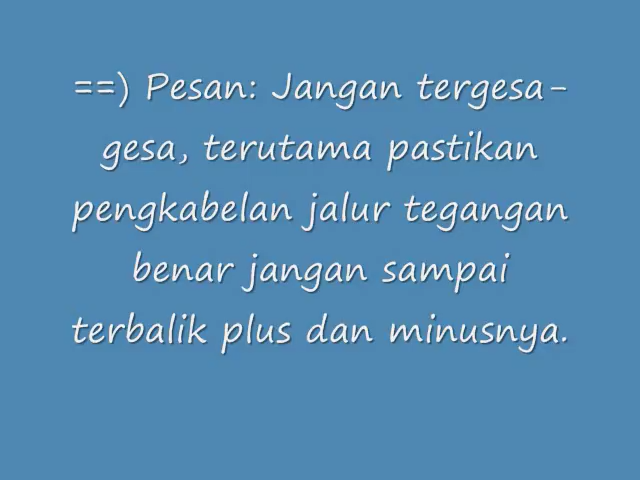 ==) Pesan: Jangan tergesa-
gesa, terutama pastikan
pengkabelan jalur tegangan
benar jangan sampai
terbalik plus dan minusnya.